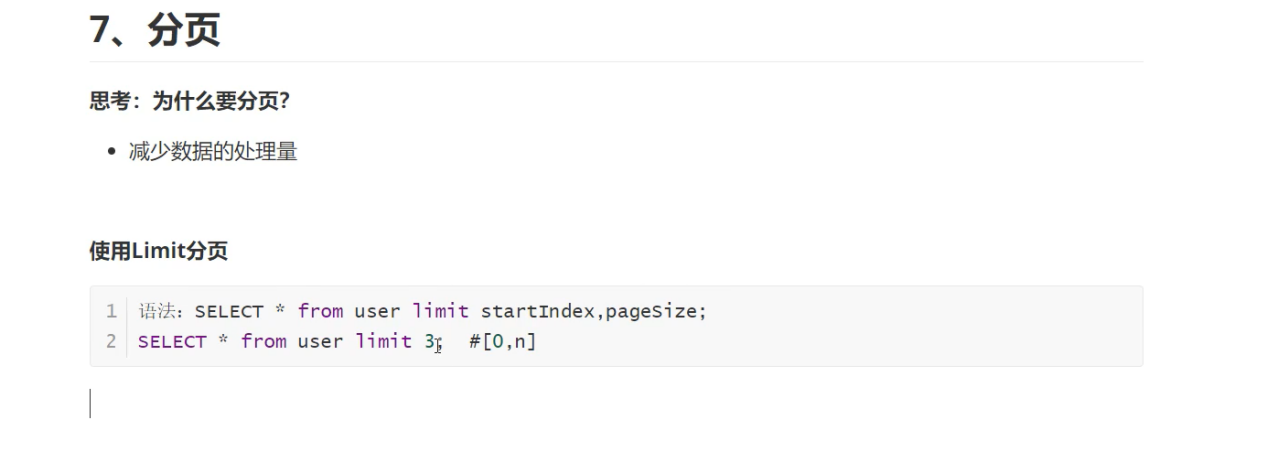 7、分页
思考：为什么要分页？
减少数据的处理量
使用Limit分页
1 语法：SELECT * from user limit startIndex,pageSize;
2 SELECT * from user limit 3; #[0,n]